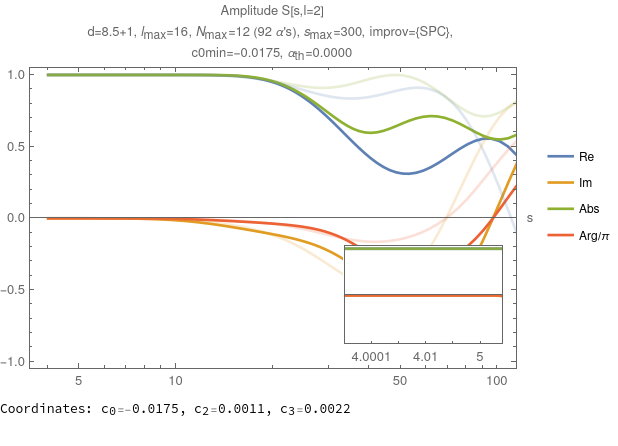 Amplitude S[s,l=2]
d=8.5+1, lmax=16, Nmax=12 (92 α's), smax=300, improv={SPC},
c0min=-0.0175, αth=0.0000
1.0
0.5
0.0
-0.5
-1.0
s
Re
Im
Abs
Arg/π
4.0001 4.01 5
5 10 50 100
Coordinates: c0=-0.0175, c2=0.0011, c3=0.0022